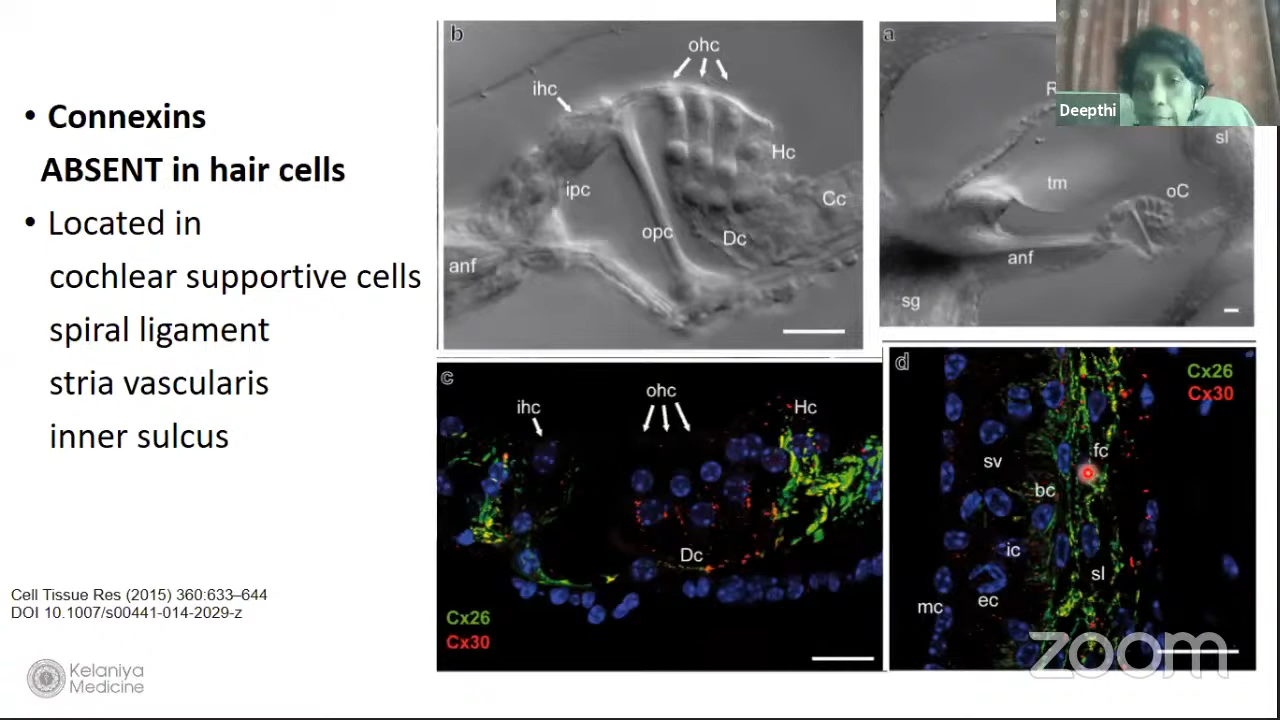 • Connexins
ABSENT in hair cells
• Located in
cochlear supportive cells
spiral ligament
stria vascularis
inner sulcus
Cell Tissue Res (2015) 360:633–644
DOI 10.1007/s00441-014-2029-z
Kelaniya
Medicine
b
ohc
ihc
Hc
ipc
Cc
opc
Dc
anf
a
R
Deepthi
sl
tm
oC
anf
sg
c
ohc
ihc
Hc
Dc
Cx26
Cx30
d
Cx26
Cx30
fc
sv
bc
ic
sl
ec
mc
zoom